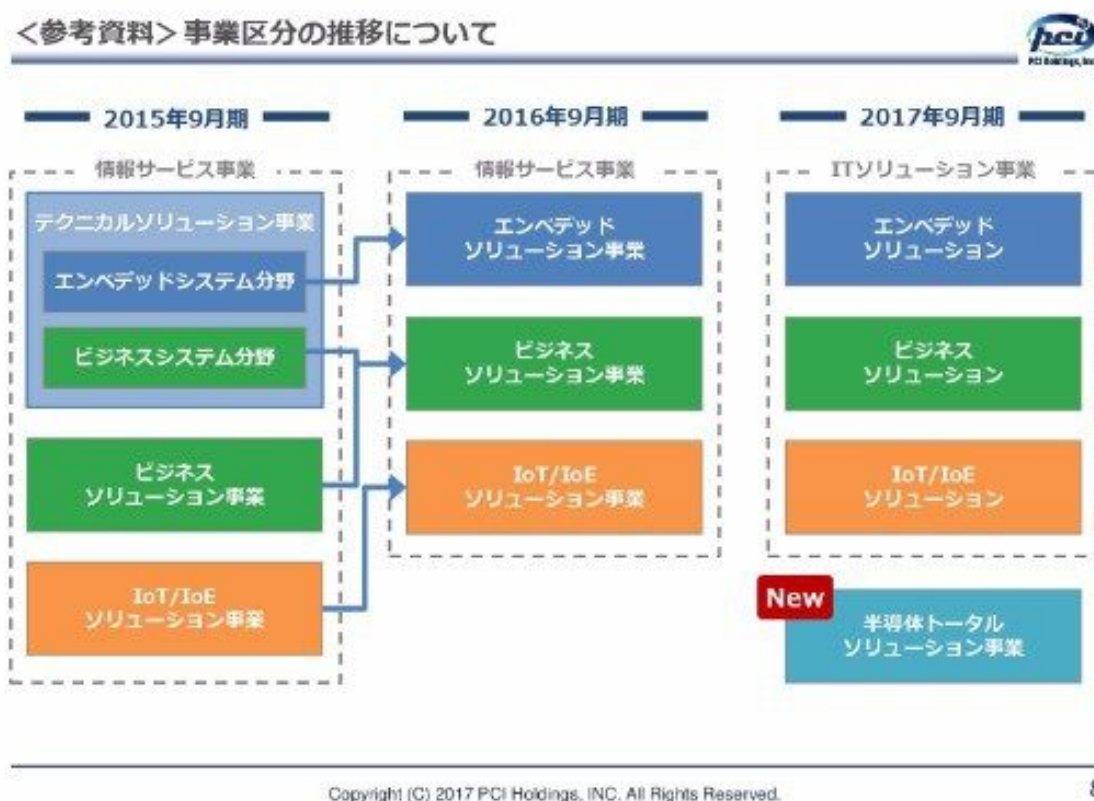 ＜参考資料＞事業区分の推移について
pci
PCI Holdings, Inc
2015年9月期
情報サービス事業
テクニカルソリューション事業
エンベデッドシステム分野
ビジネスシステム分野
ビジネス
ソリューション事業
IoT/IoE
ソリューション事業
2016年9月期
情報サービス事業
エンベデッド
ソリューション事業
ビジネス
ソリューション事業
IoT/IoE
ソリューション事業
2017年9月期
ITソリューション事業
エンベデッド
ソリューション
ビジネス
ソリューション
IoT/IoE
ソリューション
New
半導体トータル
ソリューション事業
Copyright (C) 2017 PCI Holdings, INC. All Rights Reserved.